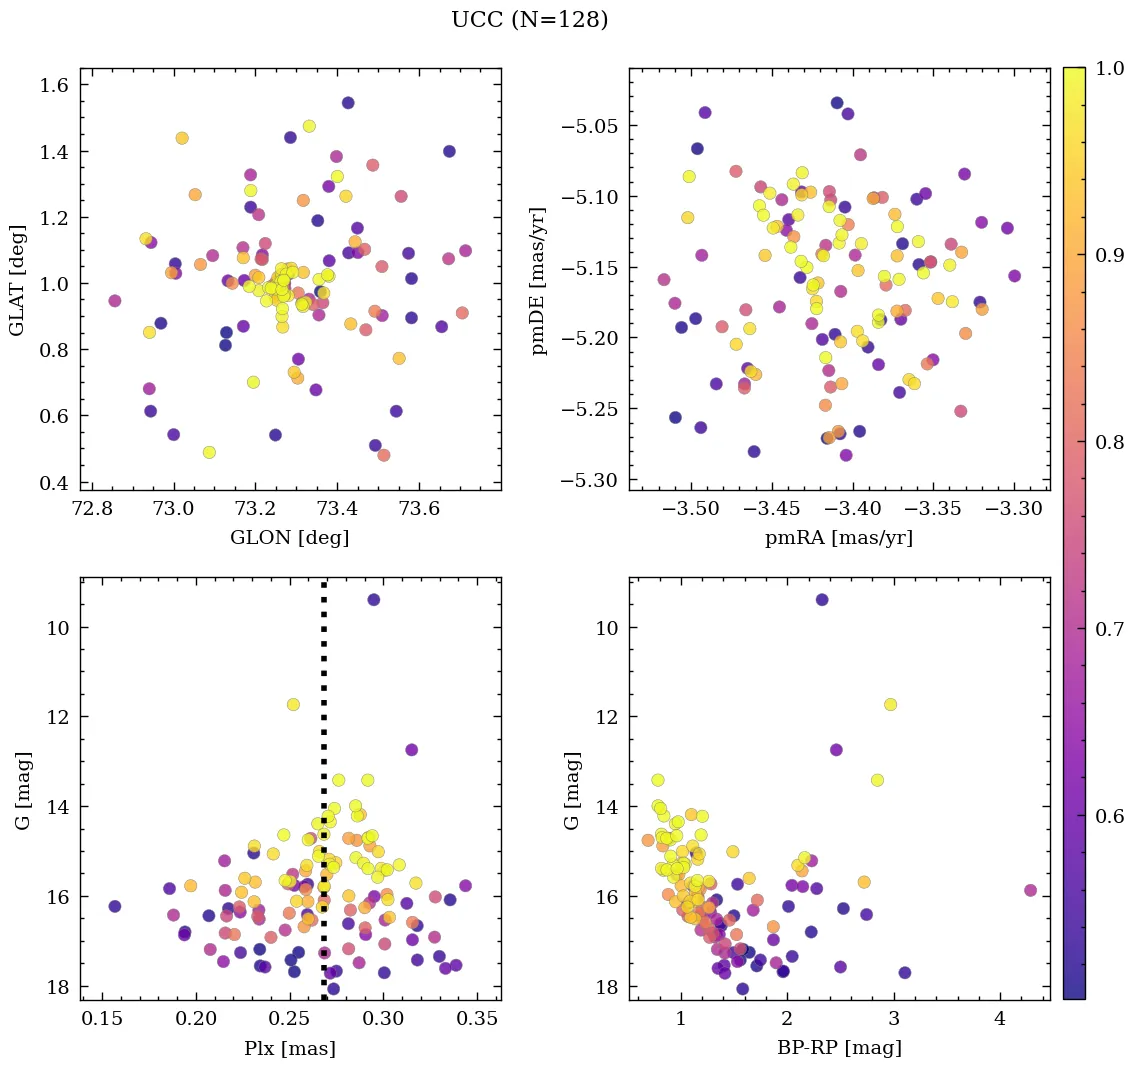 UCC (N=128)
1.6
1.4
1.2
1.0
0.8
0.6
0.4
GLAT [deg]
72.8 73.0 73.2 73.4 73.6
GLON [deg]
−5.05
−5.10
−5.15
−5.20
−5.25
−5.30
pmDE [mas/yr]
−3.50 −3.45 −3.40 −3.35 −3.30
pmRA [mas/yr]
1.0
0.9
0.8
0.7
0.6
10
12
14
16
18
G [mag]
0.15 0.20 0.25 0.30 0.35
Plx [mas]
10
12
14
16
18
G [mag]
1 2 3 4
BP-RP [mag]